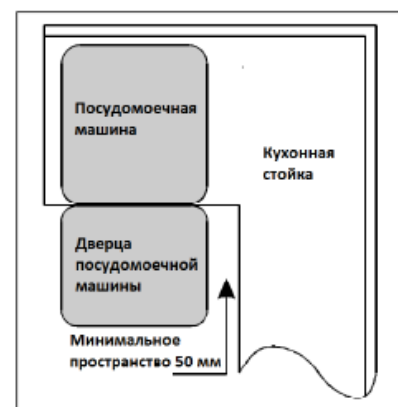 Посудомоечная
машина
Кухонная
стойка
Дверца
посудомоечной
машины
Минимальное
пространство 50 мм